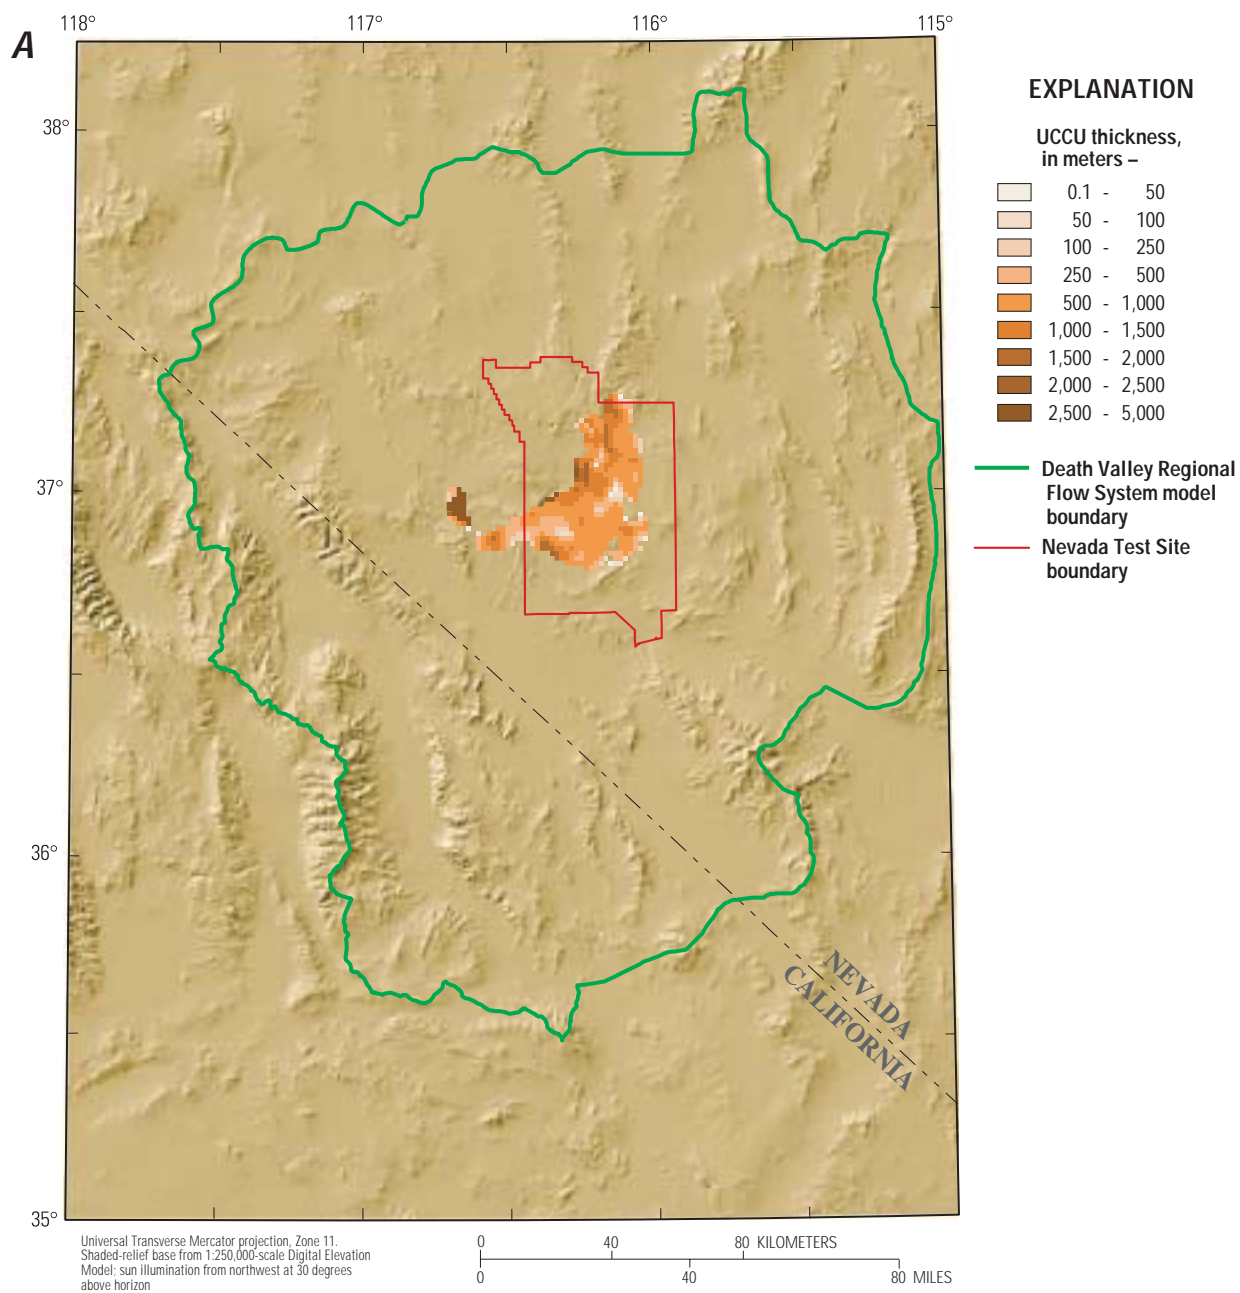 A
118°
117°
116°
115°
38°
37°
36°
35°
NEVADA
CALIFORNIA
EXPLANATION
UCCU thickness,
in meters –
0.1 - 50
50 - 100
100 - 250
250 - 500
500 - 1,000
1,000 - 1,500
1,500 - 2,000
2,000 - 2,500
2,500 - 5,000
Death Valley Regional
Flow System model
boundary
Nevada Test Site
boundary
Universal Transverse Mercator projection, Zone 11.
Shaded-relief base from 1:250,000-scale Digital Elevation
Model; sun illumination from northwest at 30 degrees
above horizon
0 40 80 KILOMETERS
0 40 80 MILES